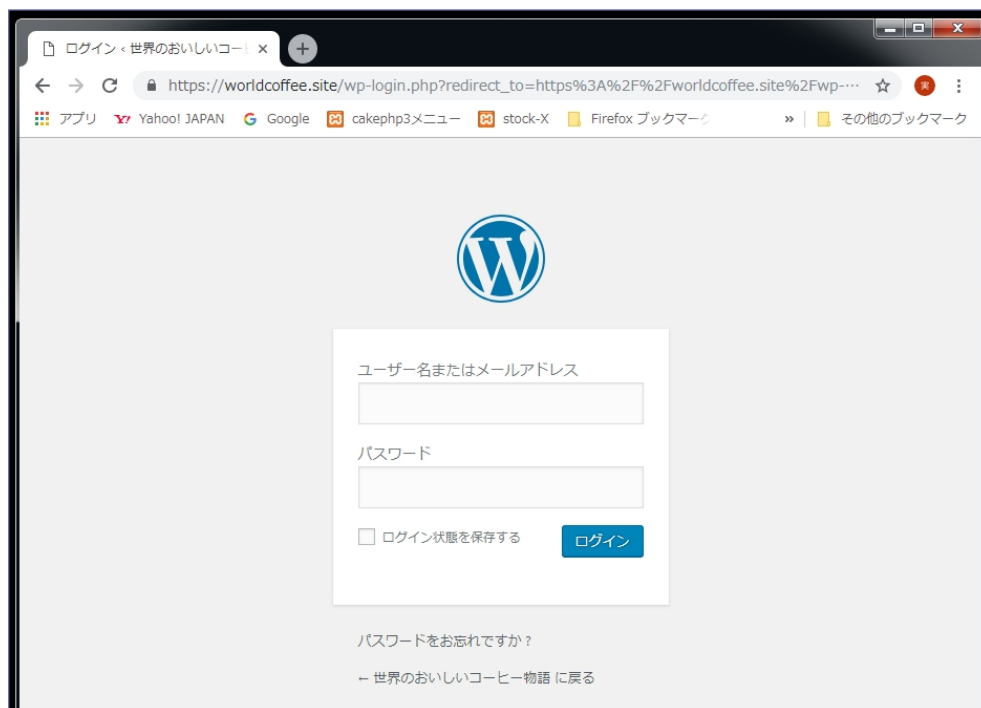 ログイン ‹ 世界のおいしいコー
https://worldcoffee.site/wp-login.php?redirect_to=https%3A%2F%2Fworldcoffee.site%2Fwp-…
実
アプリ Yahoo! JAPAN Google cakephp3メニュー stock-X Firefox ブックマーク » その他のブックマーク
ユーザー名またはメールアドレス
パスワード
ログイン状態を保存する ログイン
パスワードをお忘れですか ?
← 世界のおいしいコーヒー物語 に戻る